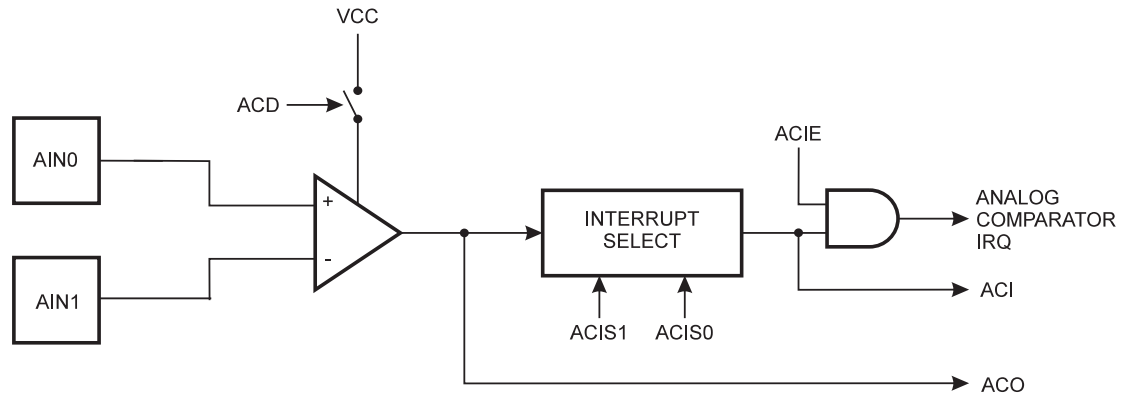 VCC
ACD
AIN0
ACIE
+
INTERRUPT
SELECT
ANALOG
COMPARATOR
IRQ
-
AIN1
ACI
ACIS1
ACIS0
ACO